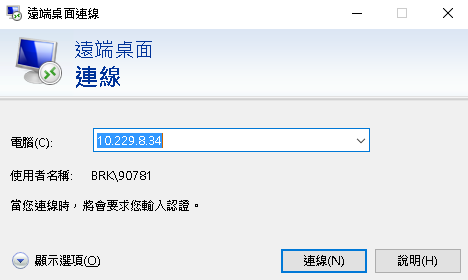 遠端桌面連線
遠端桌面
連線
電腦(C):
10.229.8.34
使用者名稱: BRK\90781
當您連線時，將會要求您輸入認證。
顯示選項(O)
連線(N)
說明(H)